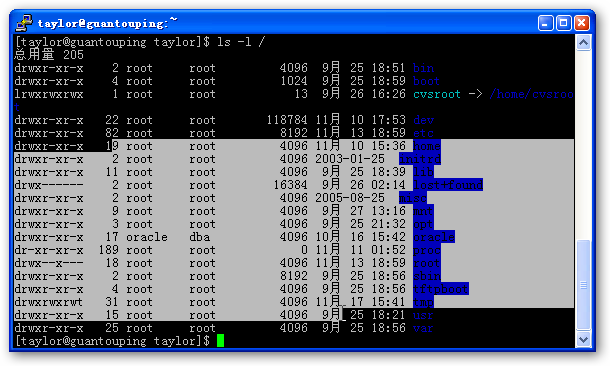 taylor@guantouping:~
[taylor@guantouping taylor]$ ls -l /
总用量 205
drwxr-xr-x 2 root root 4096 9月 25 18:51 bin
drwxr-xr-x 4 root root 1024 9月 25 18:59 boot
lrwxrwxrwx 1 root root 13 9月 26 16:26 cvsroot -> /home/cvsroo
t
drwxr-xr-x 22 root root 118784 11月 10 17:53 dev
drwxr-xr-x 82 root root 8192 11月 13 18:59 etc
drwxr-xr-x 19 root root 4096 11月 10 15:36 home
drwxr-xr-x 2 root root 4096 2003-01-25 initrd
drwxr-xr-x 11 root root 4096 9月 25 18:39 lib
drwx------ 2 root root 16384 9月 26 02:14 lost+found
drwxr-xr-x 2 root root 4096 2005-08-25 misc
drwxr-xr-x 9 root root 4096 9月 27 13:16 mnt
drwxr-xr-x 3 root root 4096 9月 25 21:32 opt
drwxr-xr-x 17 oracle dba 4096 10月 16 15:42 oracle
dr-xr-xr-x 189 root root 0 11月 11 01:52 proc
drwxr-x--- 18 root root 4096 11月 13 18:59 root
drwxr-xr-x 2 root root 8192 9月 25 18:56 sbin
drwxr-xr-x 4 root root 4096 9月 25 18:56 tftpboot
drwxrwxrwt 31 root root 4096 11月 17 15:41 tmp
drwxr-xr-x 15 root root 4096 9月 25 18:21 usr
drwxr-xr-x 25 root root 4096 9月 25 18:56 var
[taylor@guantouping taylor]$